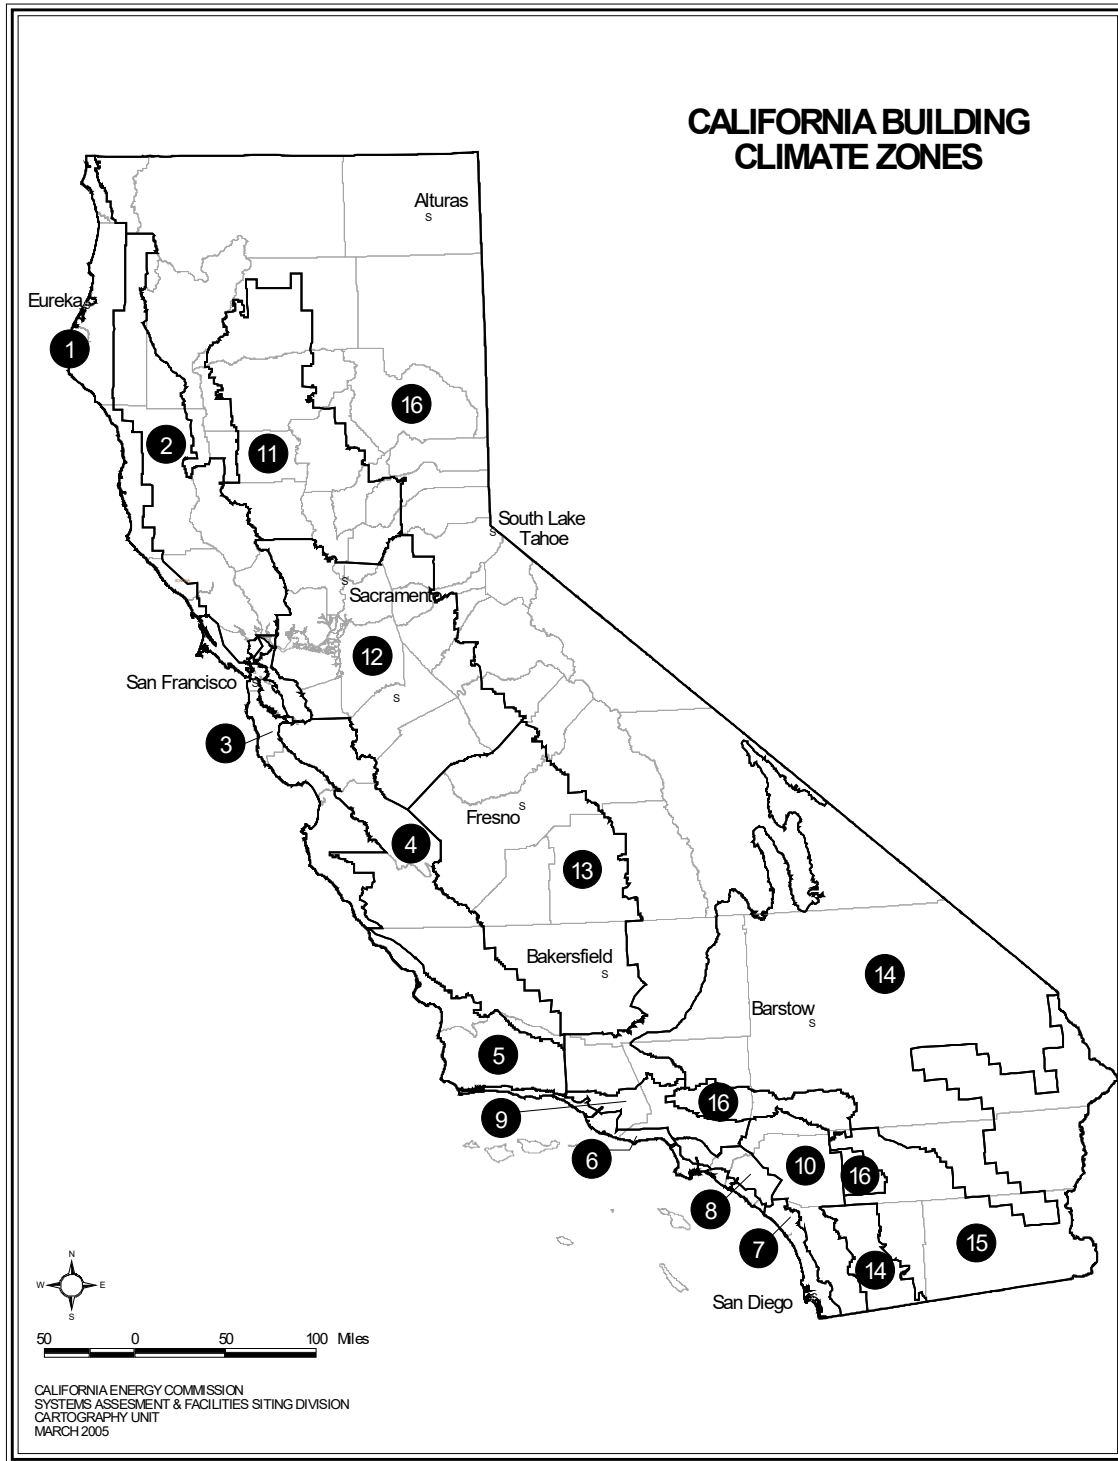 CALIFORNIA BUILDING
CLIMATE ZONES
Alturas
S
Eureka
S
1
16
2
11
South Lake
Tahoe
S
S
Sacramento
12
San Francisco
S
S
3
Fresno
S
4
13
Bakersfield
S
14
Barstow
S
5
16
9
6
10
16
8
7
15
14
San Diego
S
N
W
E
S
50
0
50
100 Miles
CALIFORNIA ENERGY COMMISSION
SYSTEMS ASSESMENT & FACILITIES SITING DIVISION
CARTOGRAPHY UNIT
MARCH 2005